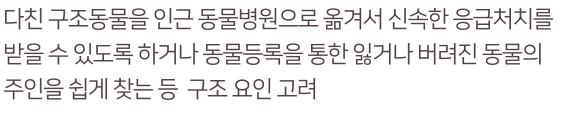 다친 구조동물을 인근 동물병원으로 옮겨서 신속한 응급처치를
받을 수 있도록 하거나 동물등록을 통한 잃거나 버려진 동물의
주인을 쉽게 찾는 등  구조 요인 고려